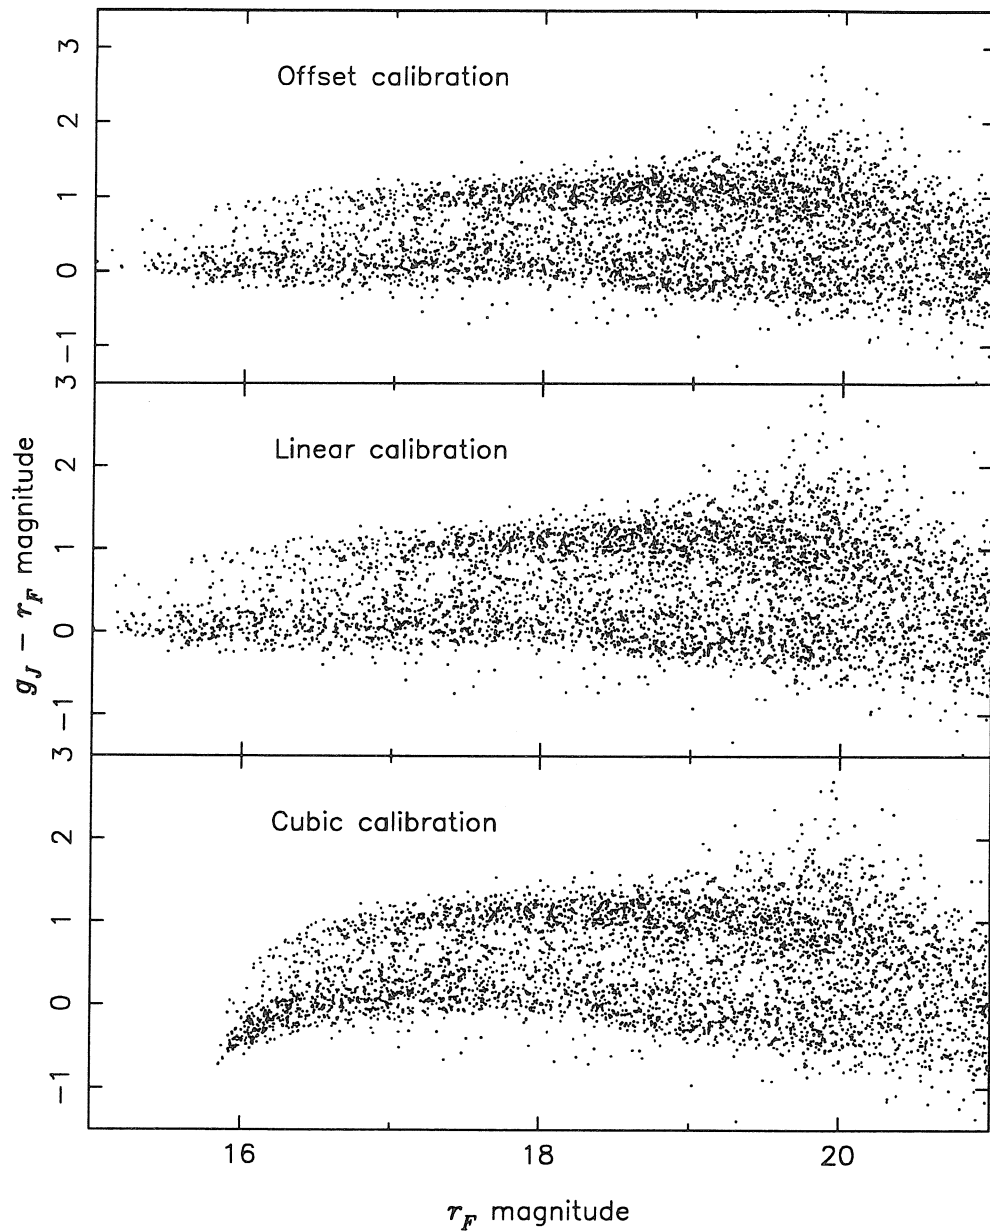 3
Offset calibration
2
1
0
−1
3
Linear calibration
2
1
0
−1
3
Cubic calibration
2
1
0
−1
g_J − r_F magnitude
16 18 20
r_F magnitude